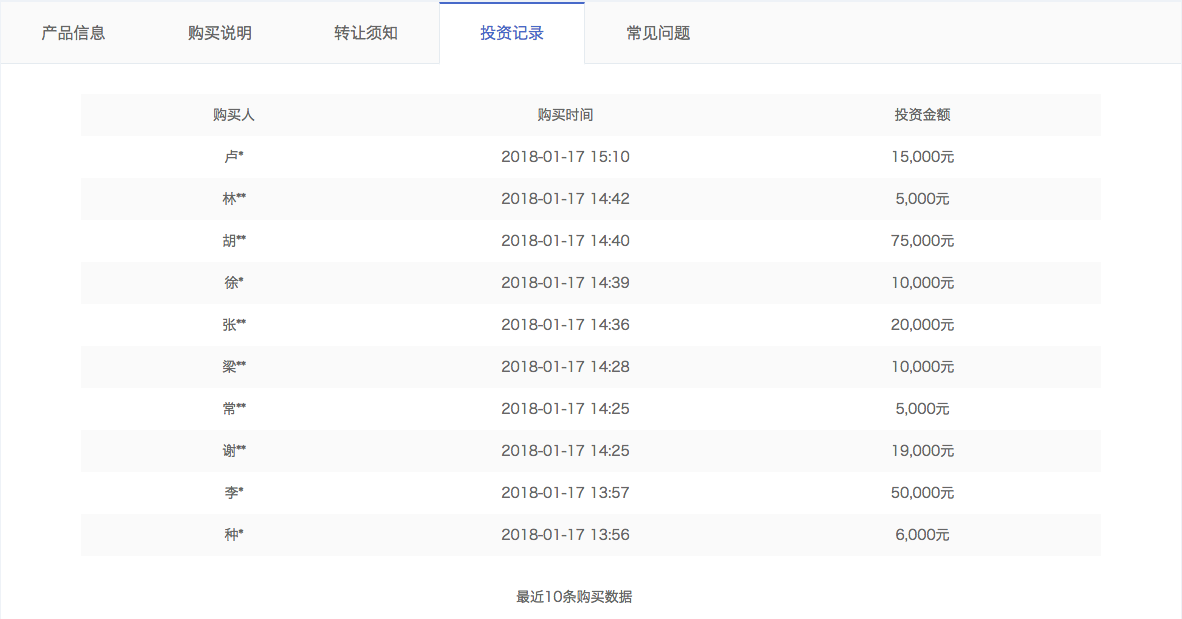 产品信息 购买说明 转让须知 投资记录 常见问题
购买人 购买时间 投资金额
卢* 2018-01-17 15:10 15,000元
林** 2018-01-17 14:42 5,000元
胡** 2018-01-17 14:40 75,000元
徐* 2018-01-17 14:39 10,000元
张** 2018-01-17 14:36 20,000元
梁** 2018-01-17 14:28 10,000元
常** 2018-01-17 14:25 5,000元
谢** 2018-01-17 14:25 19,000元
李* 2018-01-17 13:57 50,000元
种* 2018-01-17 13:56 6,000元
最近10条购买数据